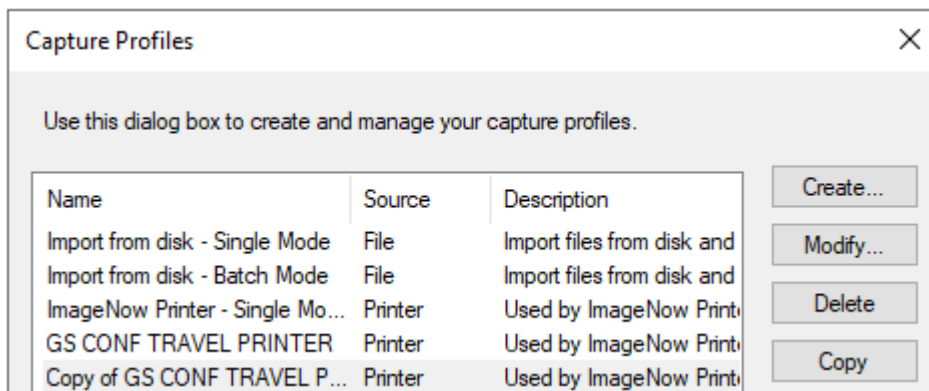 Capture Profiles
Use this dialog box to create and manage your capture profiles.
Name Source Description
Import from disk - Single Mode File Import files from disk and
Import from disk - Batch Mode File Import files from disk and
ImageNow Printer - Single Mo... Printer Used by ImageNow Print
GS CONF TRAVEL PRINTER Printer Used by ImageNow Print
Copy of GS CONF TRAVEL P... Printer Used by ImageNow Print
Create...
Modify...
Delete
Copy